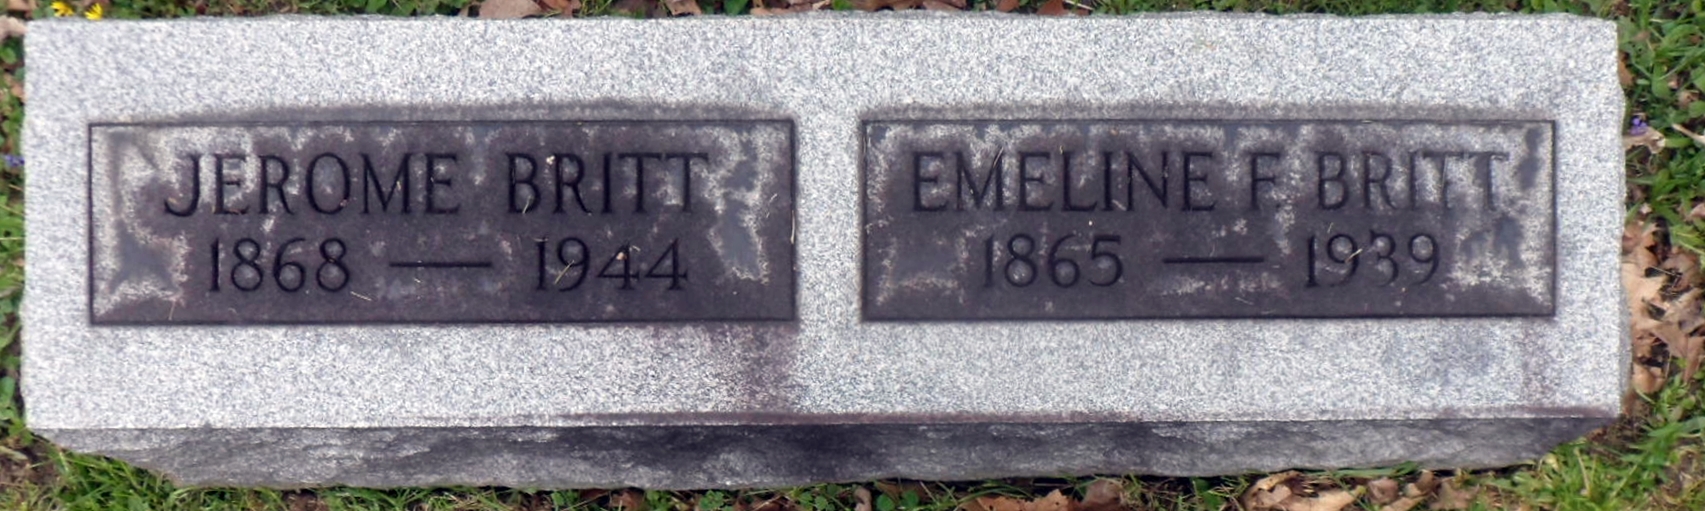 JEROME BRITT
1868 — 1944
EMELINE F BRITT
1865 — 1939